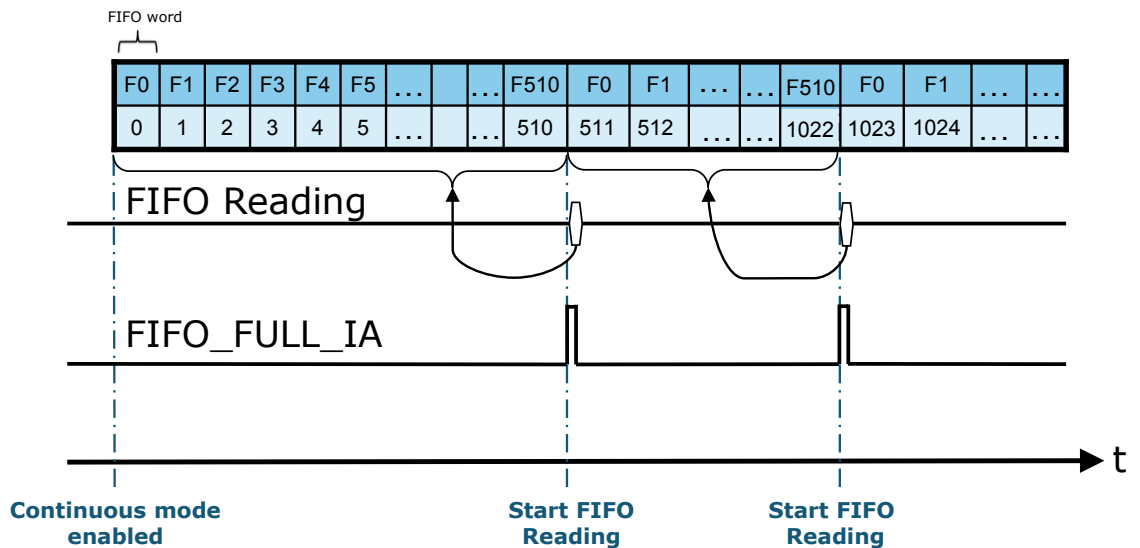 FIFO word
F0 F1 F2 F3 F4 F5 ... ... F510 F0 F1 ... ... F510 F0 F1 ... ...
0 1 2 3 4 5 ... ... 510 511 512 ... ... 1022 1023 1024 ... ...
FIFO Reading
FIFO_FULL_IA
t
Continuous mode
enabled
Start FIFO
Reading
Start FIFO
Reading